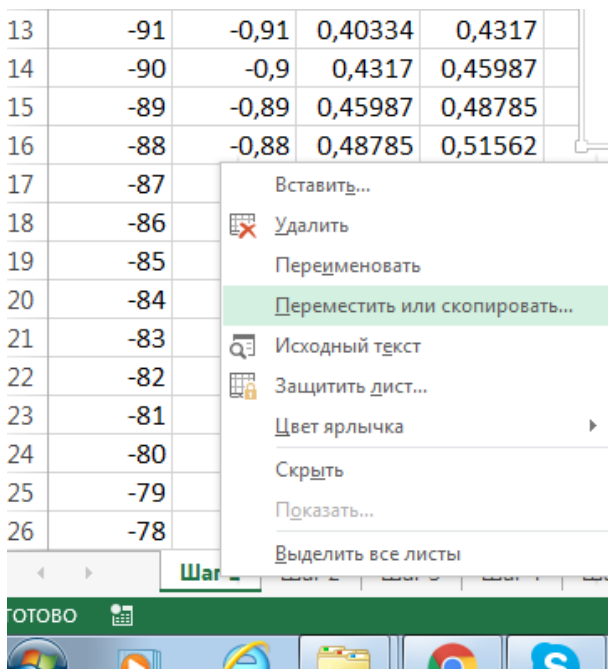 13 -91 -0,91 0,40334 0,4317
14 -90 -0,9 0,4317 0,45987
15 -89 -0,89 0,45987 0,48785
16 -88 -0,88 0,48785 0,51562
17 -87
18 -86
19 -85
20 -84
21 -83
22 -82
23 -81
24 -80
25 -79
26 -78
Вставить...
Удалить
Переименовать
Переместить или скопировать...
Исходный текст
Защитить лист...
Цвет ярлычка
Скрыть
Показать...
Выделить все листы
Шаг
ГОТОВО